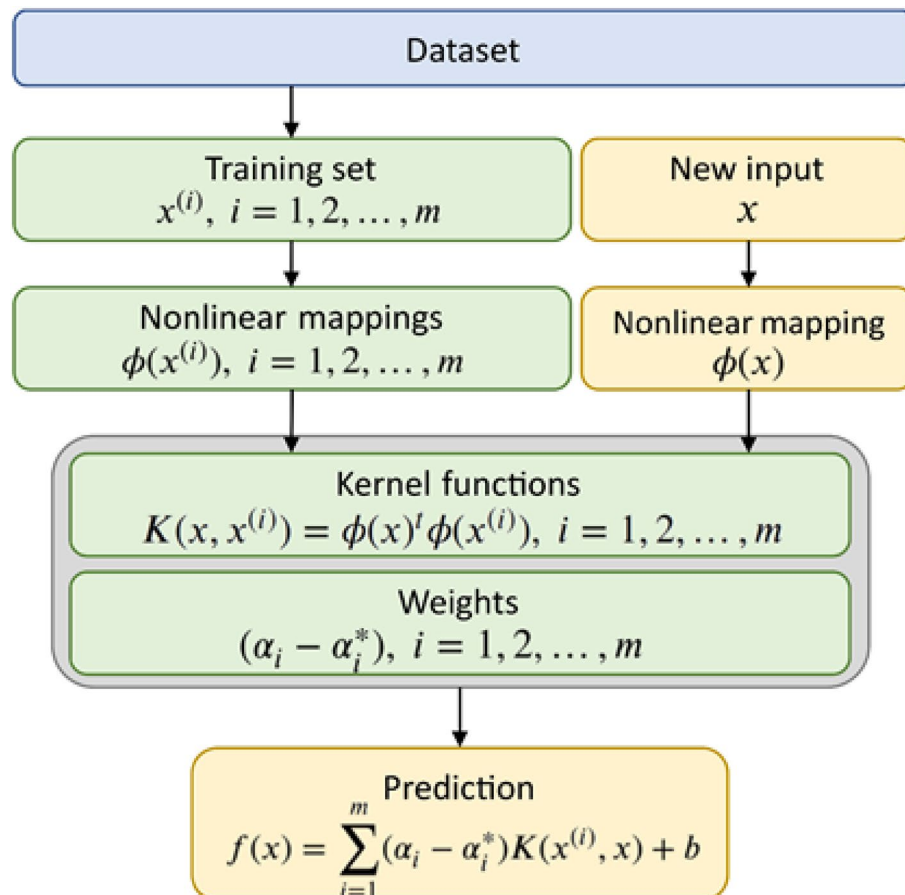 Dataset
Training set
x^{(i)}, i = 1, 2, … , m
New input
x
Nonlinear mappings
ϕ(x^{(i)}), i = 1, 2, … , m
Nonlinear mapping
ϕ(x)
Kernel functions
K(x, x^{(i)}) = ϕ(x)^t ϕ(x^{(i)}), i = 1, 2, … , m
Weights
(α_i − α_i^*), i = 1, 2, … , m
Prediction
f(x) = \sum_{i=1}^{m} (α_i − α_i^*)K(x^{(i)}, x) + b